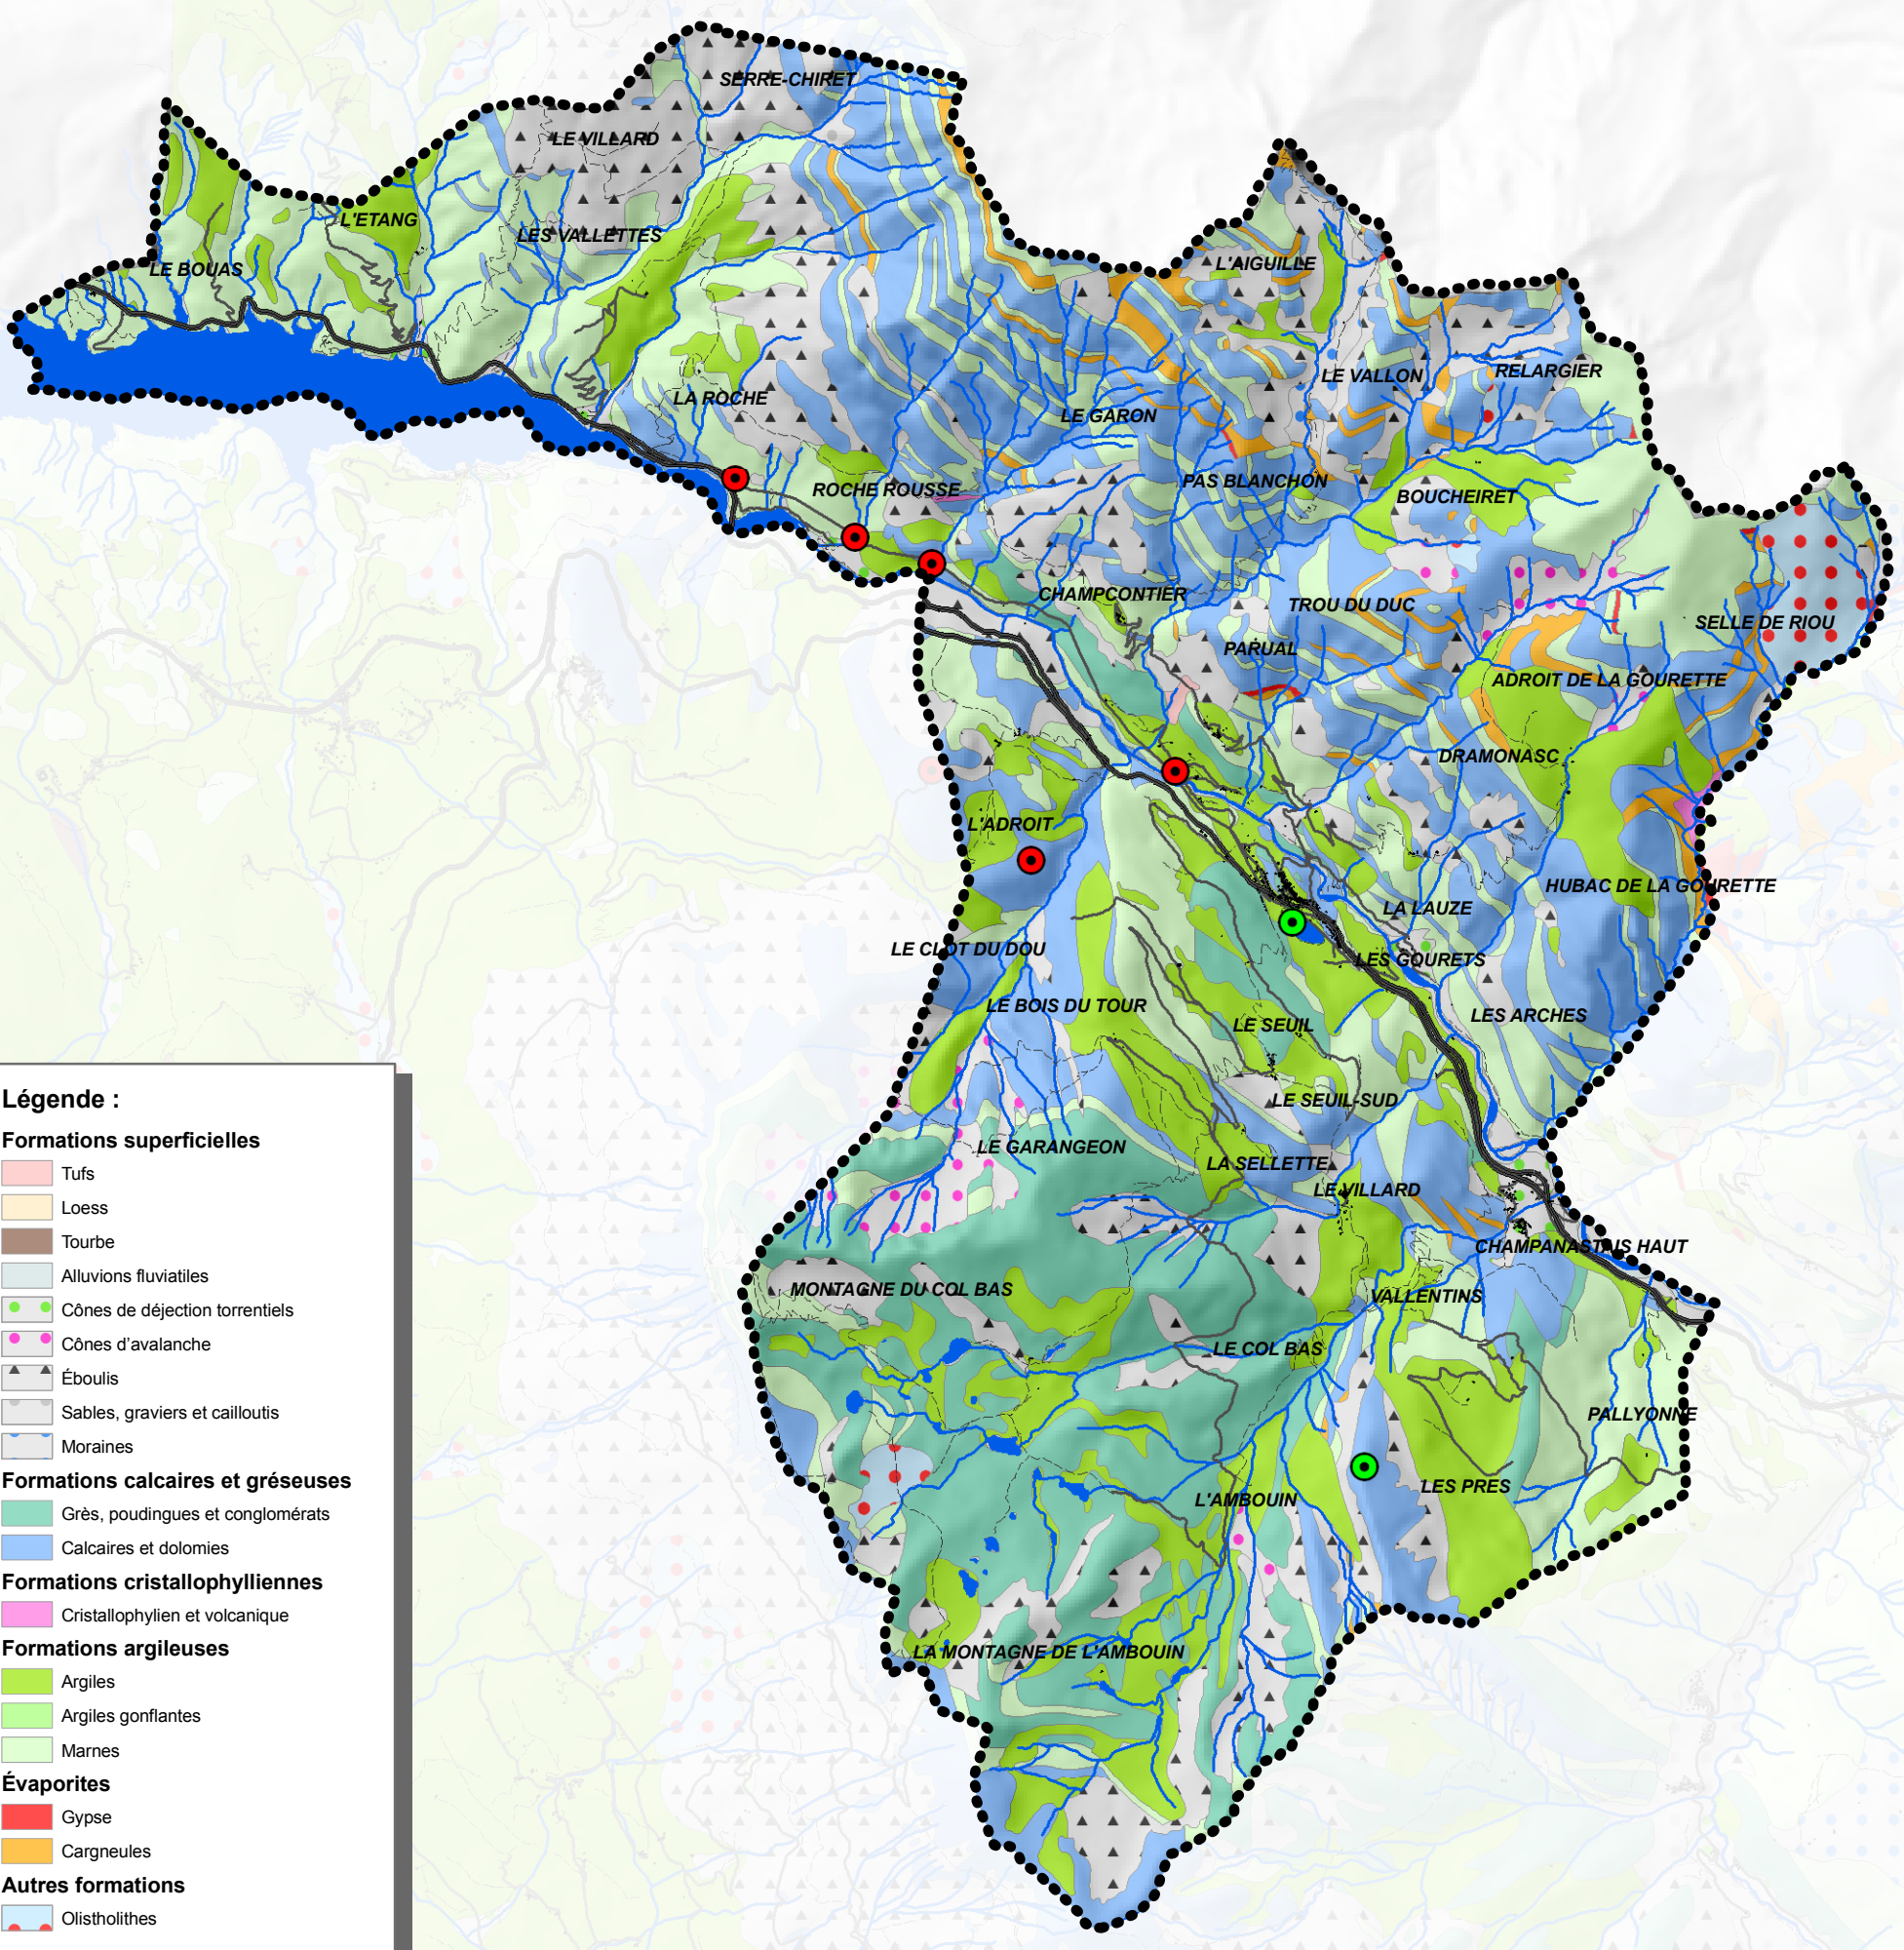 SERRE-CHIRET
LE VILLARD
L'ETANG
LES VALLETTES
LE BOUAS
L'AIGUILLE
LE VALLON
RELARGIER
LA ROCHE
LE GARON
ROCHE ROUSSE
PAS BLANCHON
BOUCHEIRET
CHAMPCONTIER
TROU DU DUC
SELLE DE RIOU
PARUAL
ADROIT DE LA GOURETTE
DRAMONASC
L'ADROIT
HUBAC DE LA GOURETTE
LA LAUZE
LE CLOT DU DOU
LES GOURETS
LE BOIS DU TOUR
LE SEUIL
LES ARCHES
LE SEUIL-SUD
LE GARANGEON
LA SELLETTE
LE VILLARD
CHAMPANASTAIS HAUT
MONTAGNE DU COL BAS
VALLENTINS
LE COL BAS
PALLYONNE
LES PRES
L'AMBOUIN
LA MONTAGNE DE L'AMBOUIN
Légende :
Formations superficielles
Tufs
Loess
Tourbe
Alluvions fluviatiles
Cônes de déjection torrentiels
Cônes d'avalanche
Éboulis
Sables, graviers et cailloutis
Moraines
Formations calcaires et gréseuses
Grès, poudingues et conglomérats
Calcaires et dolomies
Formations cristallophylliennes
Cristallophylien et volcanique
Formations argileuses
Argiles
Argiles gonflantes
Marnes
Évaporites
Gypse
Cargneules
Autres formations
Olistholithes